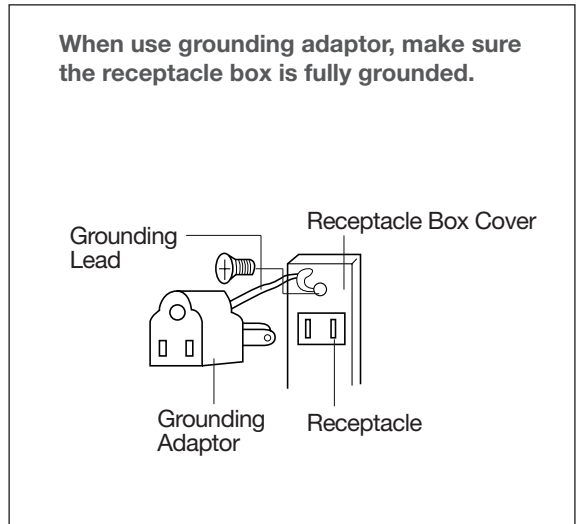 When use grounding adaptor, make sure
the receptacle box is fully grounded.
Receptacle Box Cover
Grounding
Lead
Grounding
Adaptor
Receptacle